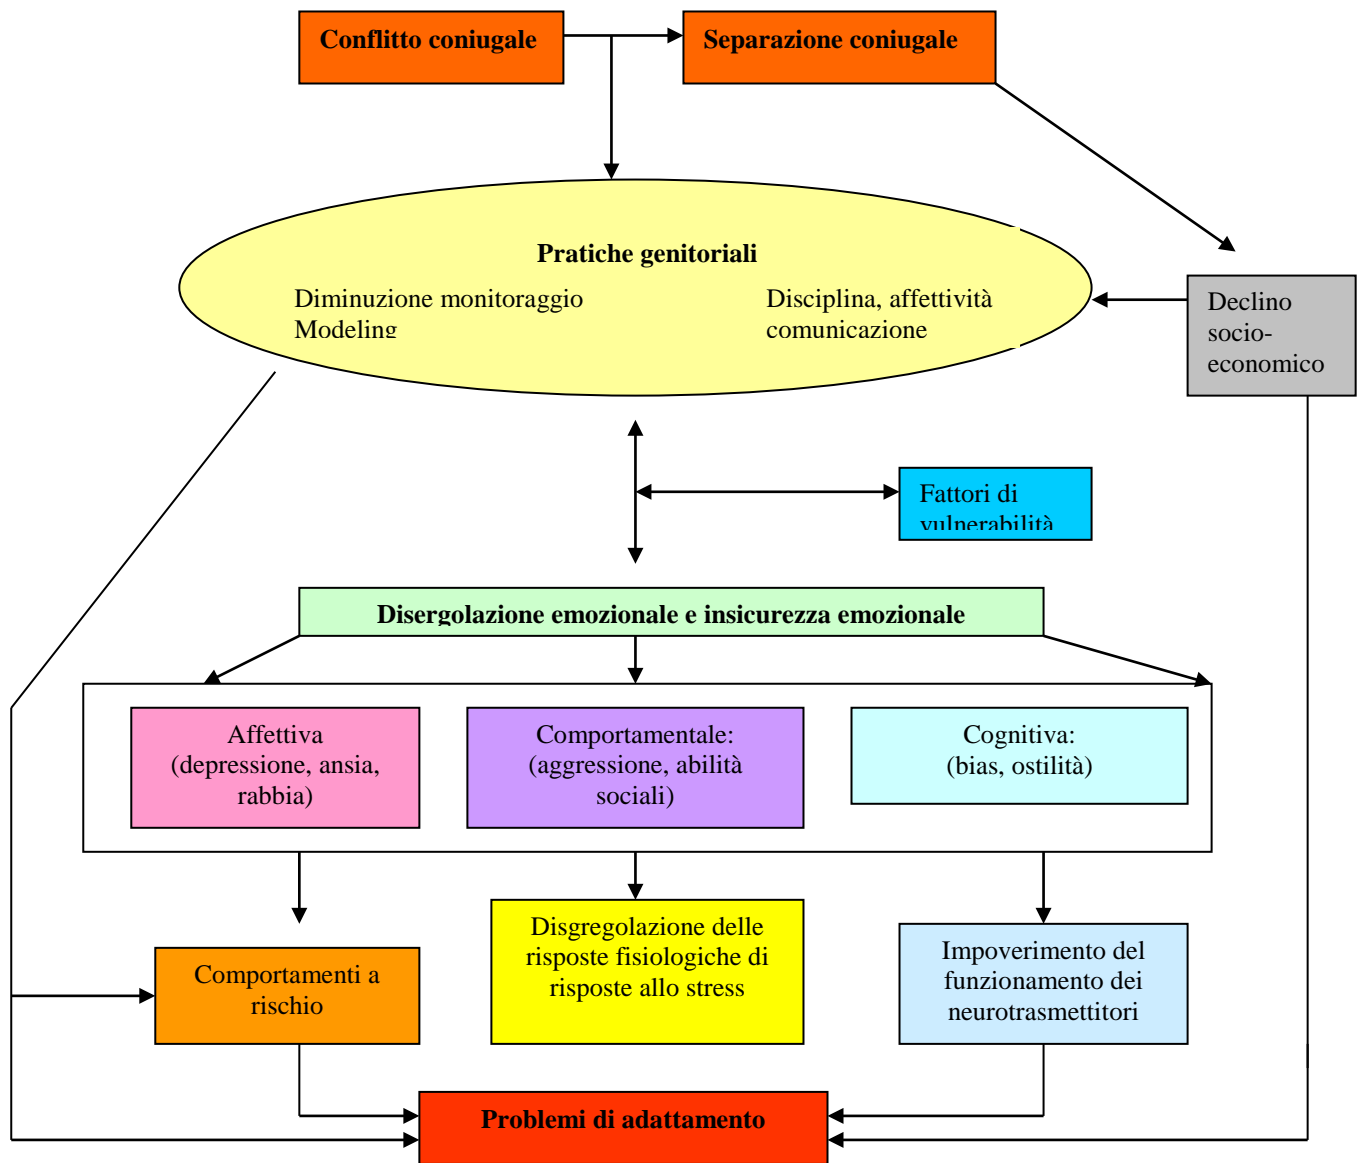 Conflitto coniugale
Separazione coniugale
Pratiche genitoriali
Diminuzione monitoraggio
Modeling
Disciplina, affettività
comunicazione
Declino
socio-
economico
Fattori di
vulnerabilità
Disergolazione emozionale e insicurezza emozionale
Affettiva
(depressione, ansia,
rabbia)
Comportamentale:
(aggressione, abilità
sociali)
Cognitiva:
(bias, ostilità)
Comportamenti a
rischio
Disgregolazione delle
risposte fisiologiche di
risposte allo stress
Impoverimento del
funzionamento dei
neurotrasmettitori
Problemi di adattamento